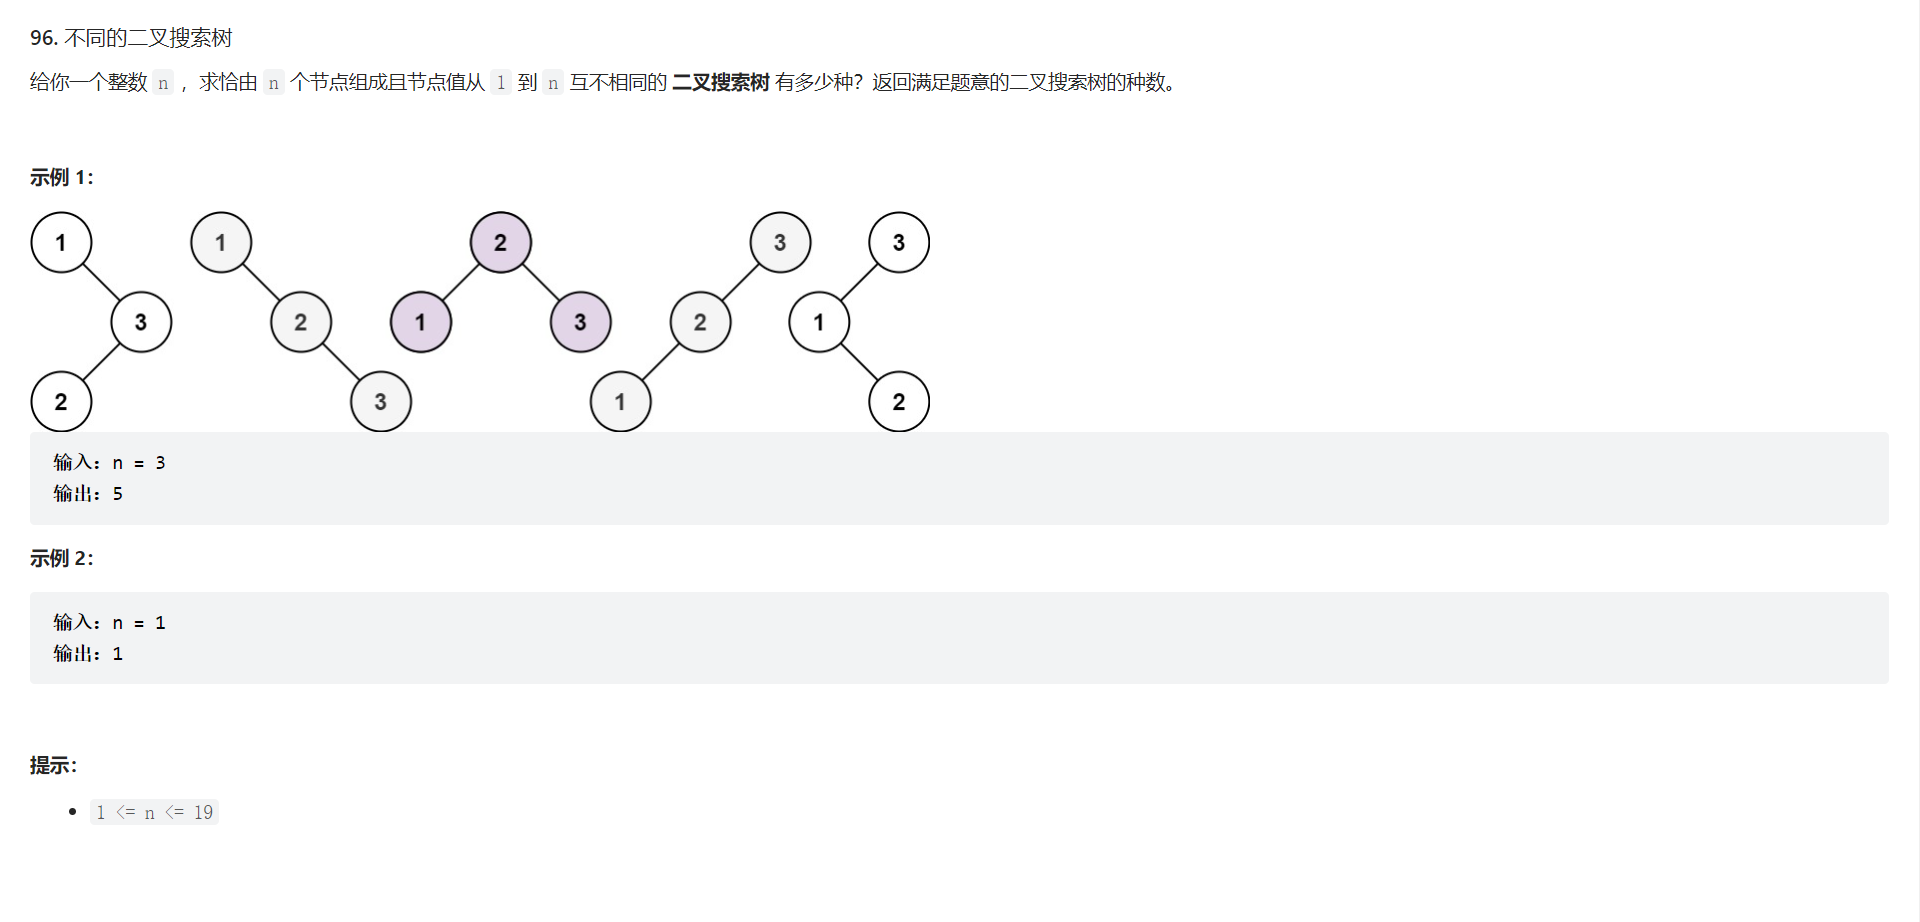 96. 不同的二叉搜索树
给你一个整数 n ，求恰由 n 个节点组成且节点值从 1 到 n 互不相同的 二叉搜索树 有多少种？返回满足题意的二叉搜索树的种数。
示例 1：
1 1 2 3 3
3 2 1 3 2 1
2 3 1 2
输入：n = 3
输出：5
示例 2：
输入：n = 1
输出：1
提示：
• 1 <= n <= 19